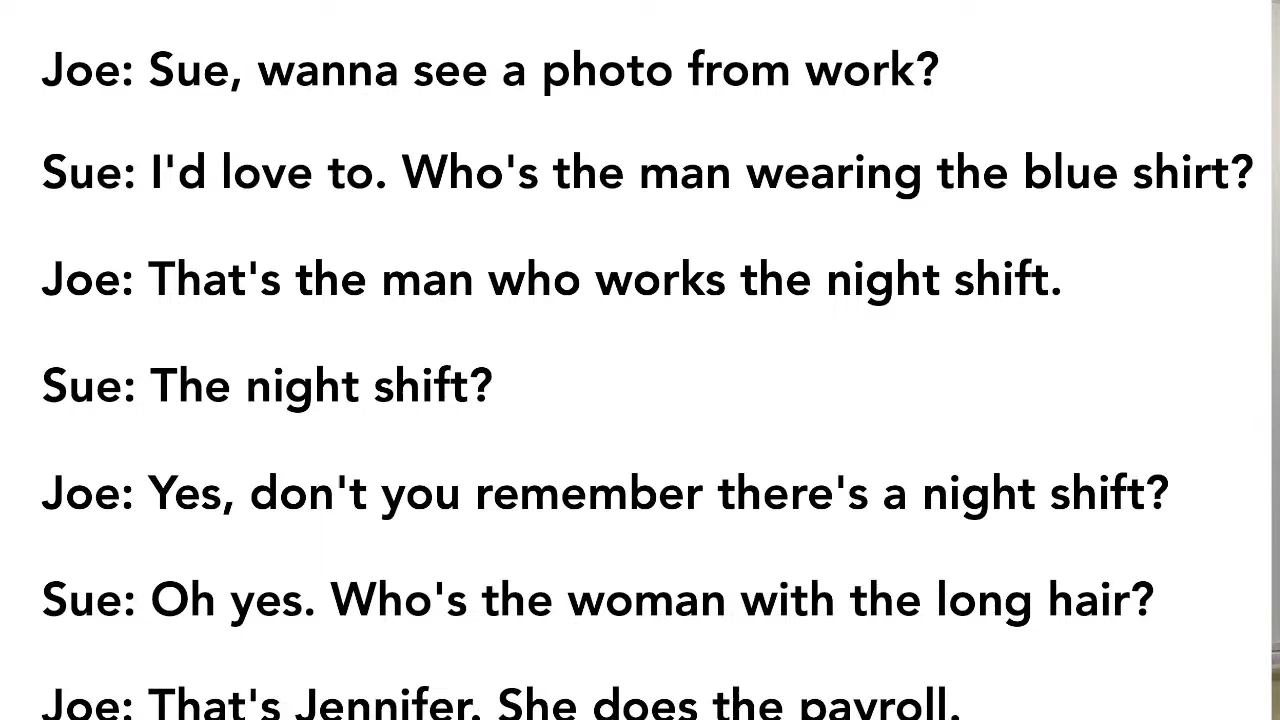 Joe: Sue, wanna see a photo from work?
Sue: I'd love to. Who's the man wearing the blue shirt?
Joe: That's the man who works the night shift.
Sue: The night shift?
Joe: Yes, don't you remember there's a night shift?
Sue: Oh yes. Who's the woman with the long hair?
Joe: That's Jennifer. She does the payroll.